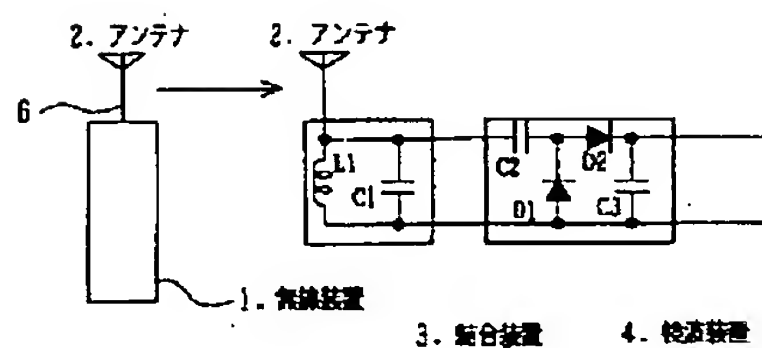 2. アンテナ
2. アンテナ
6
L1
C1
C2
D2
D1
C3
1. 無線装置
3. 結合装置
4. 検波装置